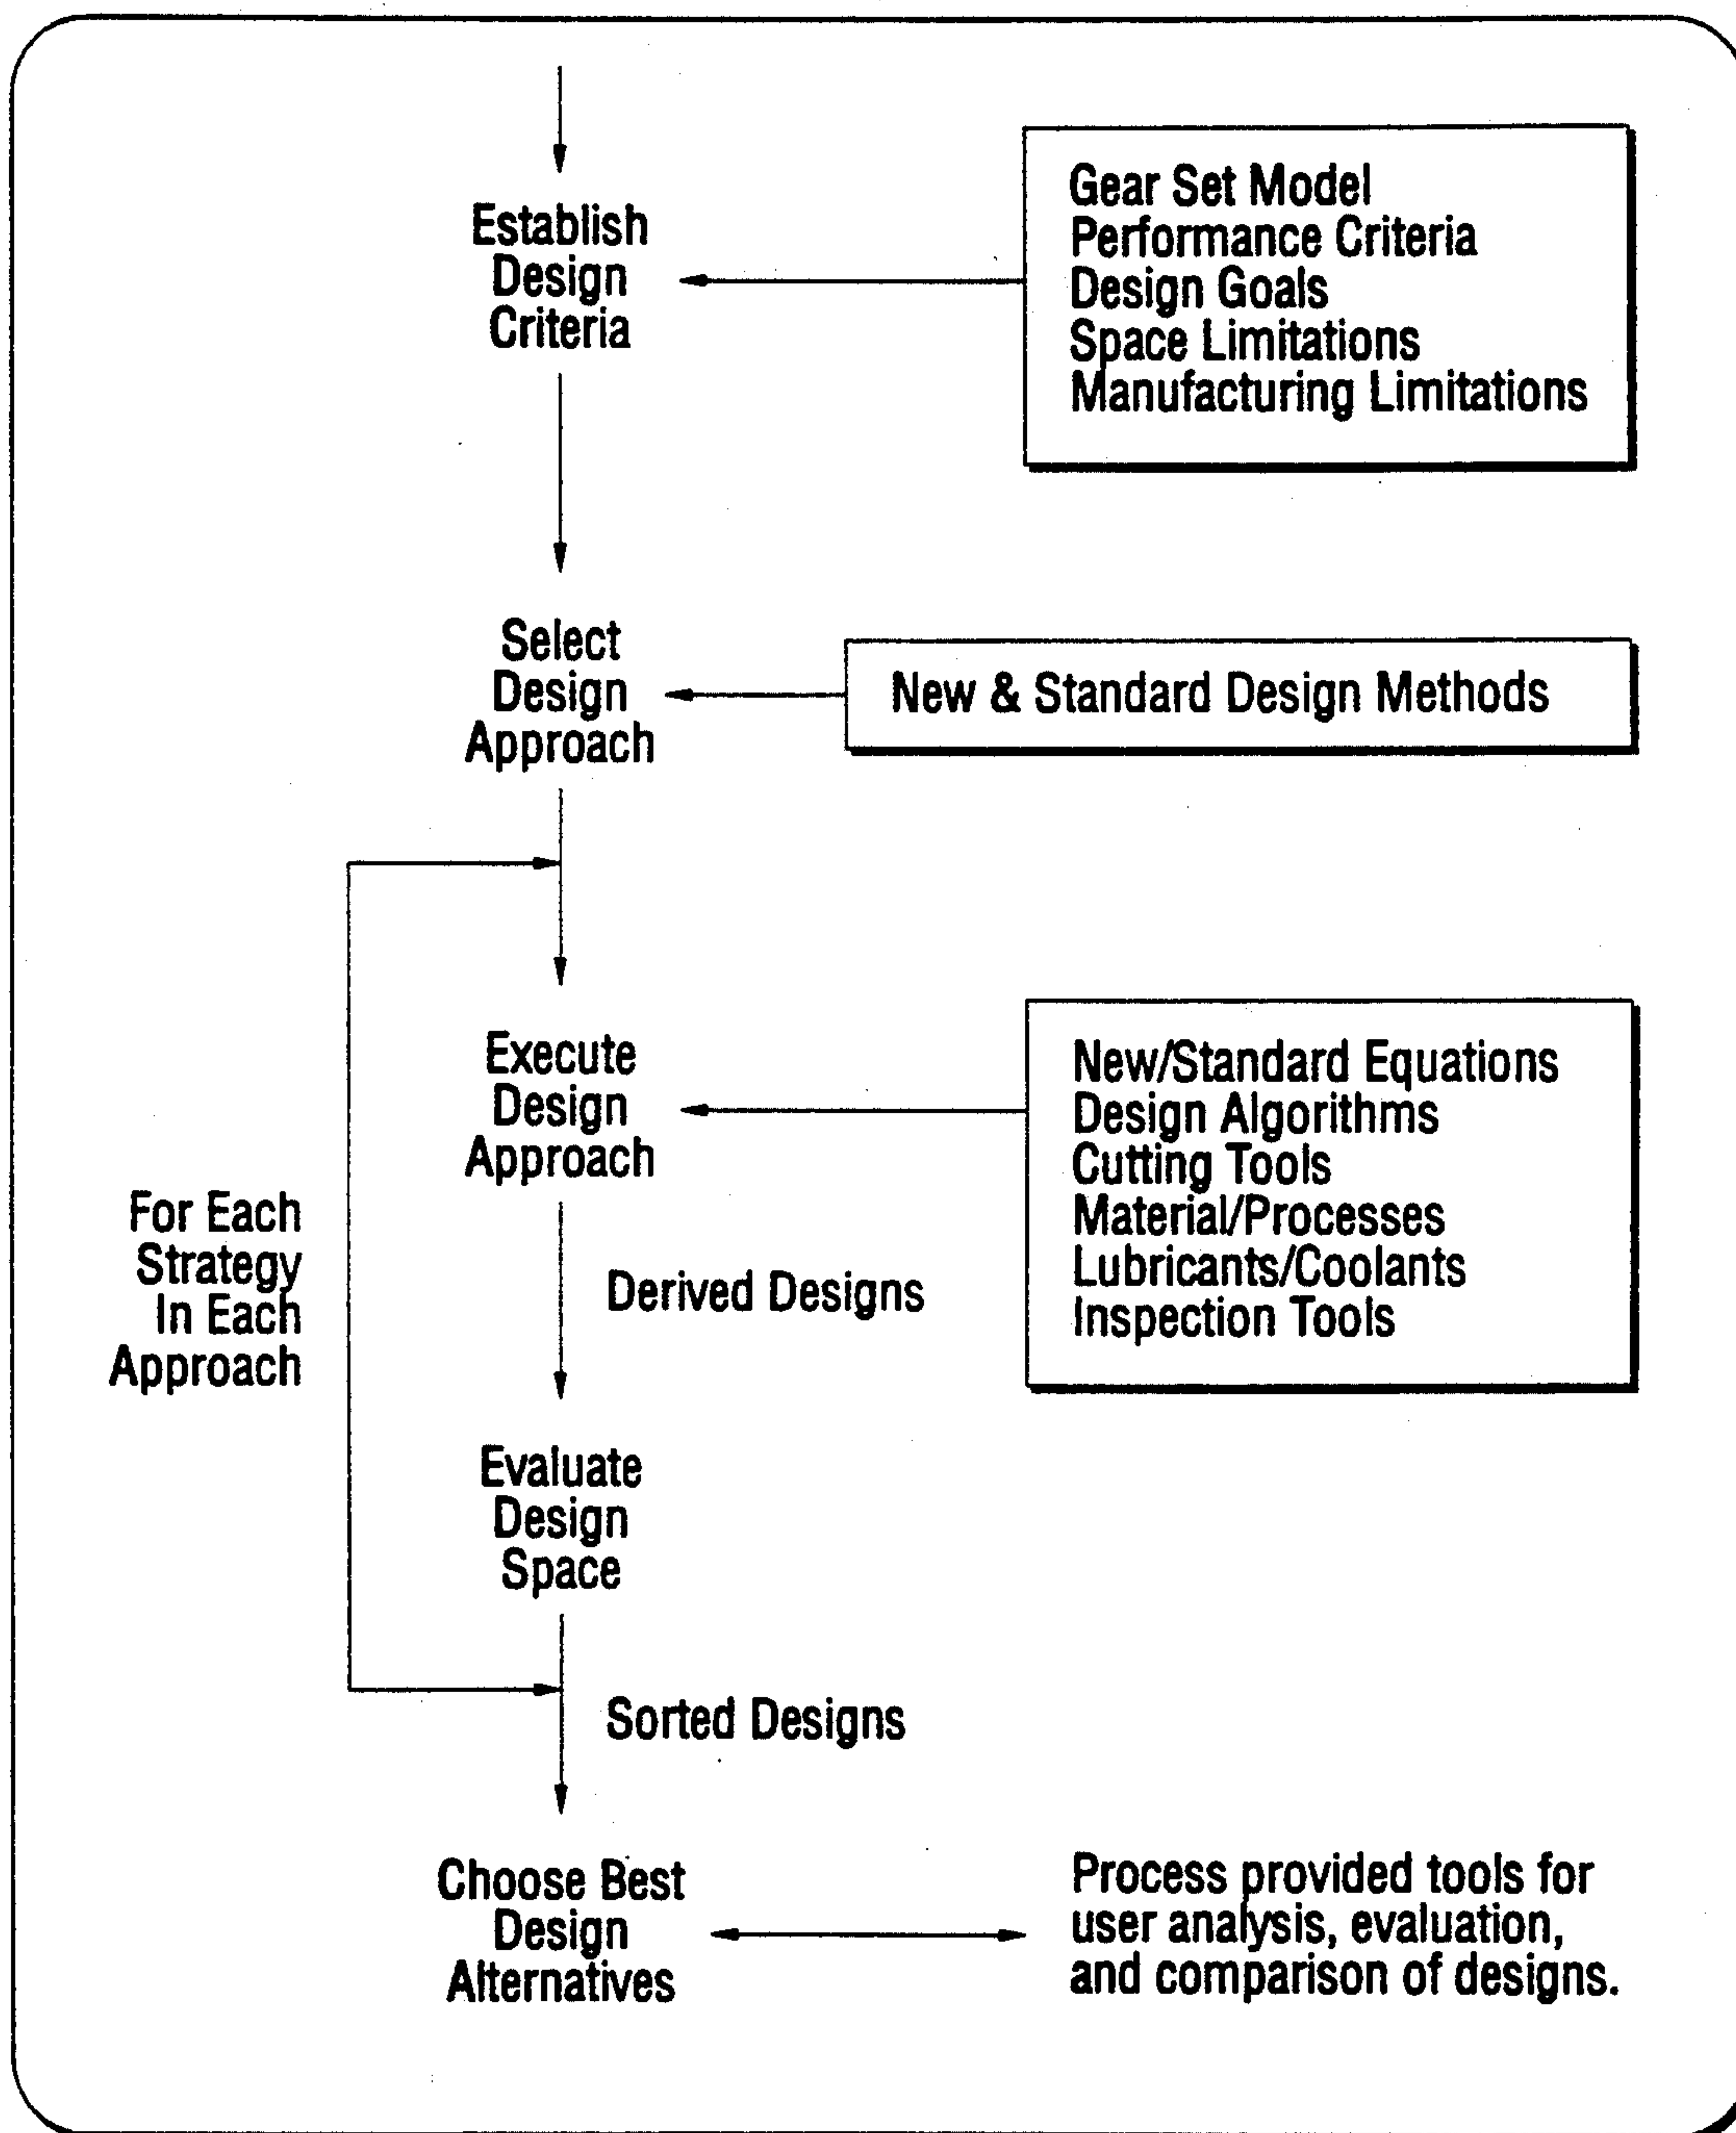 Establish
Design
Criteria
Gear Set Model
Performance Criteria
Design Goals
Space Limitations
Manufacturing Limitations
Select
Design
Approach
New & Standard Design Methods
Execute
Design
Approach
New/Standard Equations
Design Algorithms
Cutting Tools
Material/Processes
Lubricants/Coolants
Inspection Tools
For Each
Strategy
In Each
Approach
Derived Designs
Evaluate
Design
Space
Sorted Designs
Choose Best
Design
Alternatives
Process provided tools for
user analysis, evaluation,
and comparison of designs.